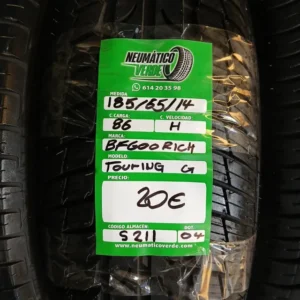 NEUMÁTICO
VERDE
614 20 33 98
MEDIDA
185/65/14
C CARGA C. VELOCIDAD
86 H
MARCA:
BFGOODRICH
MODELO:
TOURING G
PRECIO:
20€
CÓDIGO ALMACÉN: DOT
S211 04
www.neumaticoverde.com